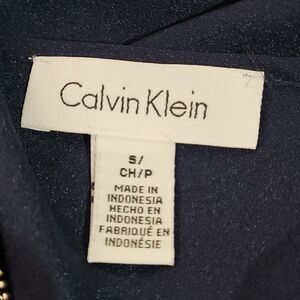 Calvin Klein
S/
CH/P
MADE IN
INDONESIA
HECHO EN
INDONESIA
FABRIQUÉ EN
INDONÉSIE